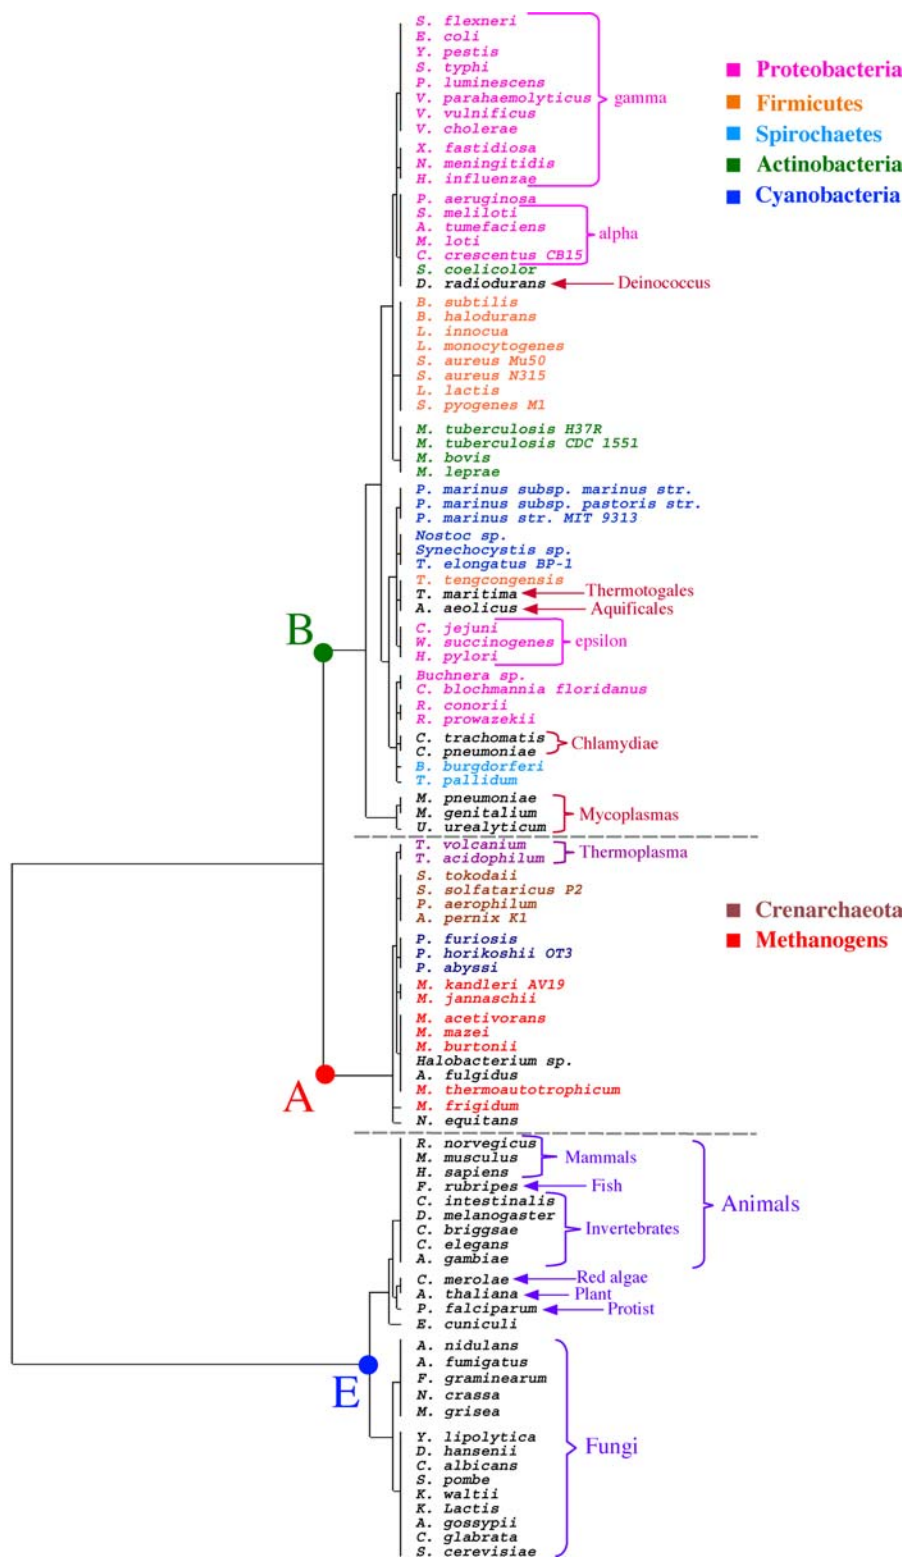 S. flexneri
E. coli
Y. pestis
S. typhi
P. luminescens
V. parahaemolyticus
gamma
V. vulnificus
V. cholerae
X. fastidiosa
N. meningitidis
H. influenzae
Proteobacteria
Firmicutes
Spirochaetes
Actinobacteria
Cyanobacteria
P. aeruginosa
S. meliloti
A. tumefaciens
alpha
M. loti
C. crescentus CB15
S. coelicolor
D. radiodurans
Deinococcus
B. subtilis
B. halodurans
L. innocua
L. monocytogenes
S. aureus Mu50
S. aureus N315
L. lactis
S. pyogenes M1
M. tuberculosis H37R
M. tuberculosis CDC 1551
M. bovis
M. leprae
P. marinus subsp. marinus str.
P. marinus subsp. pastoris str.
P. marinus str. MIT 9313
Nostoc sp.
Synechocystis sp.
T. elongatus BP-1
T. tengcongensis
T. maritima
Thermotogales
A. aeolicus
Aquificales
C. jejuni
W. succinogenes
epsilon
H. pylori
B
Buchnera sp.
C. blochmannia floridanus
R. conorii
R. prowazekii
C. trachomatis
Chlamydiae
C. pneumoniae
B. burgdorferi
T. pallidum
M. pneumoniae
M. genitalium
Mycoplasmas
U. urealyticum
T. volcanium
Thermoplasma
T. acidophilum
S. tokodaii
S. solfataricus P2
P. aerophilum
A. pernix K1
Crenarchaeota
Methanogens
P. furiosis
P. horikoshii OT3
P. abyssi
M. kandleri AV19
M. jannaschii
M. acetivorans
M. mazei
M. burtonii
Halobacterium sp.
A. fulgidus
A
M. thermoautotrophicum
M. frigidum
N. equitans
R. norvegicus
M. musculus
Mammals
H. sapiens
F. rubripes
Fish
Animals
C. intestinalis
D. melanogaster
C. briggsae
Invertebrates
C. elegans
A. gambiae
C. merolae
Red algae
A. thaliana
Plant
P. falciparum
Protist
E. cuniculi
E
A. nidulans
A. fumigatus
F. graminearum
N. crassa
M. grisea
Y. lipolytica
Fungi
D. hansenii
C. albicans
S. pombe
K. waltii
K. Lactis
A. gossypii
C. glabrata
S. cerevisiae